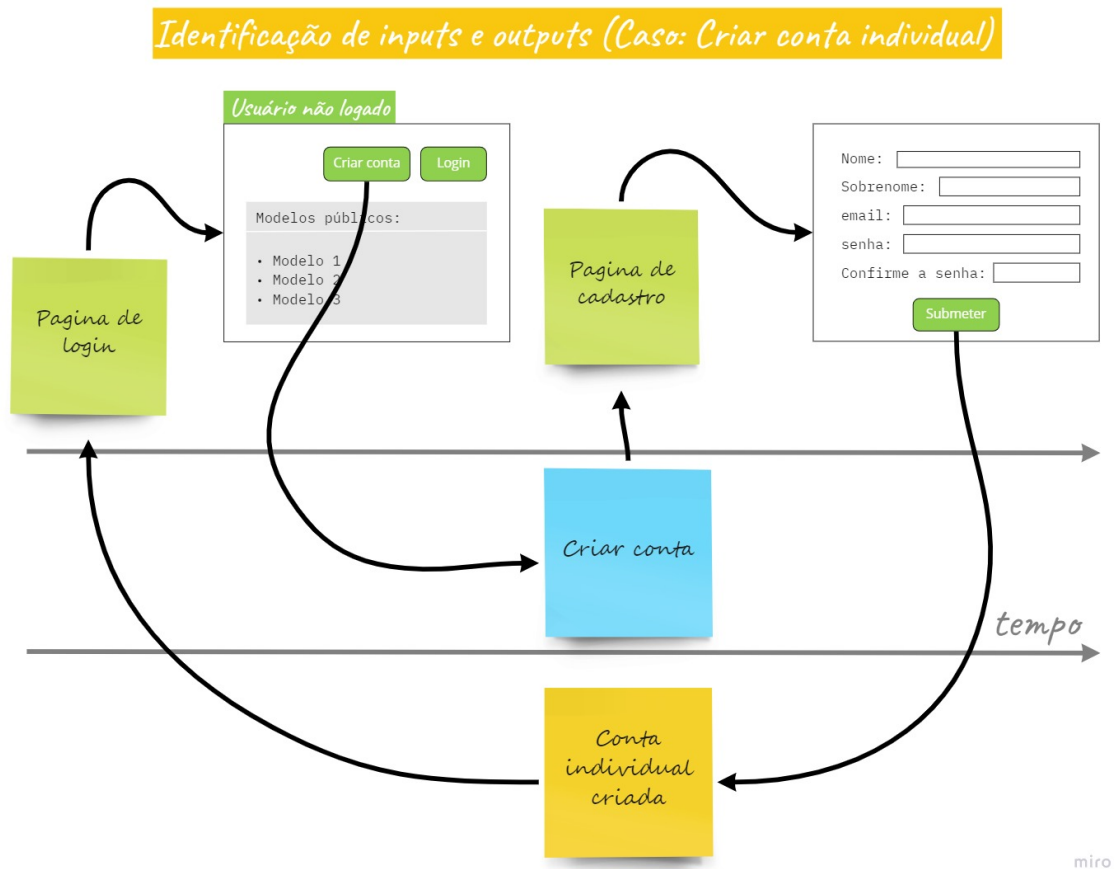 Identificação de inputs e outputs (Caso: Criar conta individual)
Usuário não logado
Criar conta
Login
Modelos públicos:
• Modelo 1
• Modelo 2
• Modelo 3
Pagina de
login
Pagina de
cadastro
Nome:
Sobrenome:
email:
senha:
Confirme a senha:
Submeter
Criar conta
tempo
Conta
individual
criada
miro